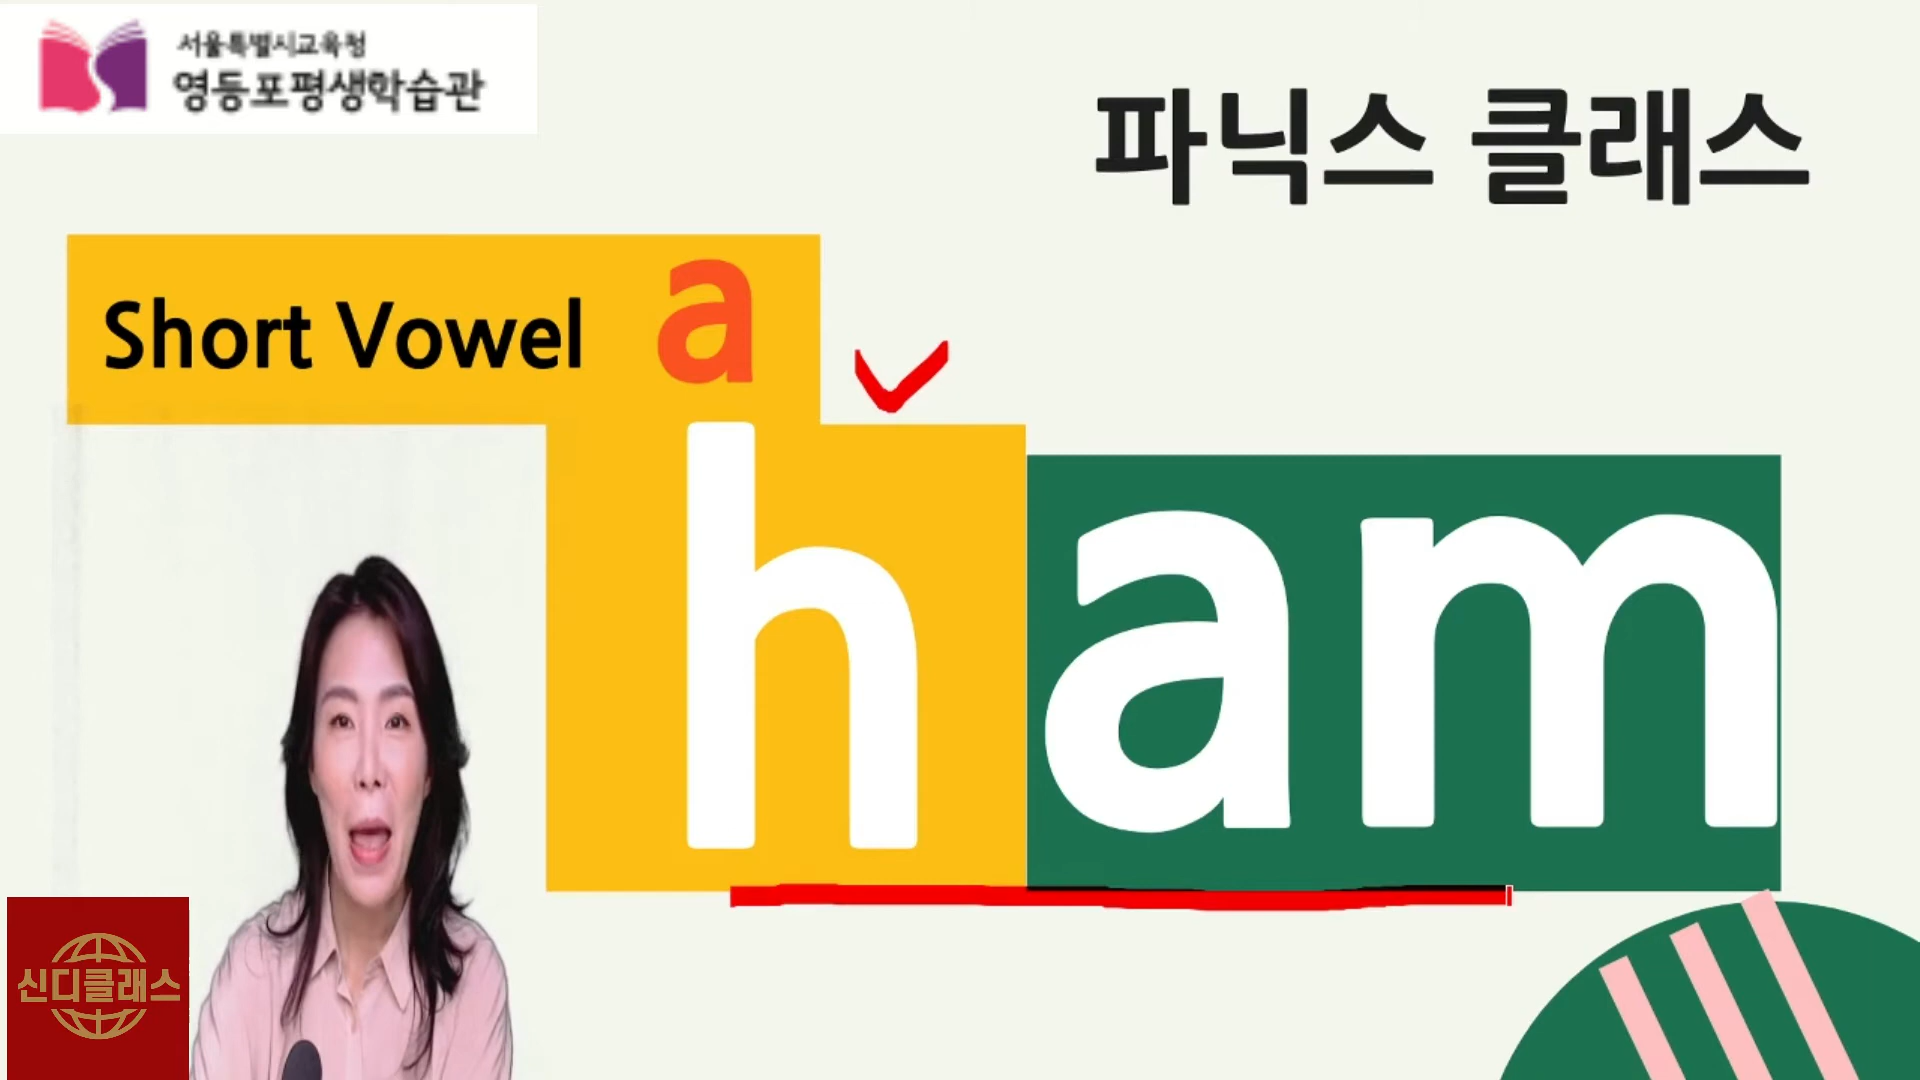 서울특별시교육청
영등포평생학습관
파닉스 클래스
Short Vowel a
ham
신디클래스